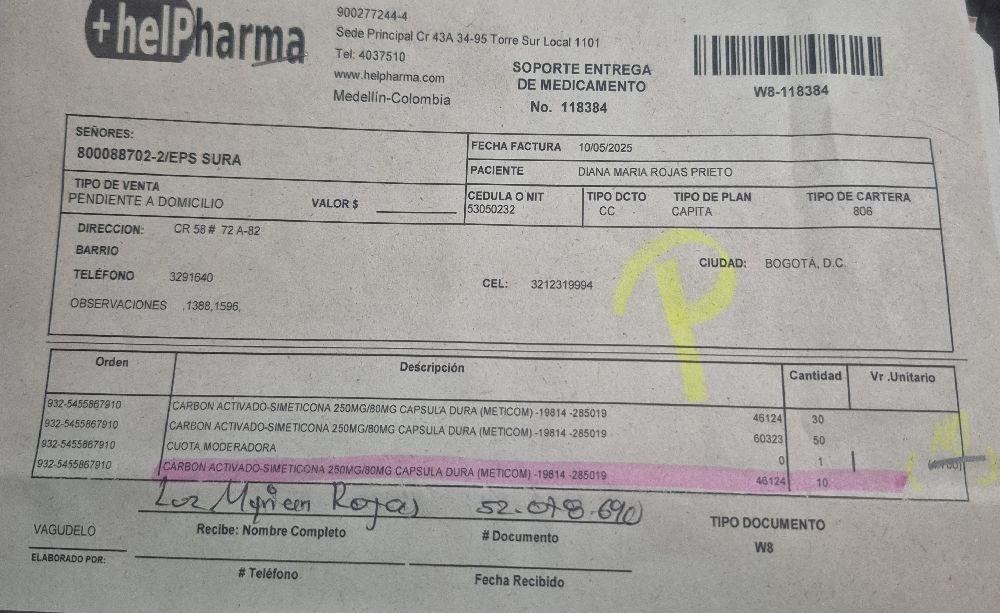 +helPharma
900277244-4
Sede Principal Cr 43A 34-95 Torre Sur Local 1101
Tel: 4037510
www.helpharma.com
Medellín-Colombia
SOPORTE ENTREGA
DE MEDICAMENTO
No. 118384
W8-118384
SEÑORES:
800088702-2/EPS SURA
FECHA FACTURA 10/05/2025
PACIENTE DIANA MARIA ROJAS PRIETO
TIPO DE VENTA
PENDIENTE A DOMICILIO VALOR $
CEDULA O NIT TIPO DCTO TIPO DE PLAN TIPO DE CARTERA
53050232 CC CAPITA 806
DIRECCION: CR 58 # 72 A-82
BARRIO
CIUDAD: BOGOTÁ, D.C.
TELÉFONO 3291640
CEL: 3212319994
OBSERVACIONES ,1388,1596,
P
Orden Descripción Cantidad Vr .Unitario
932-5455867910 CARBON ACTIVADO-SIMETICONA 250MG/80MG CAPSULA DURA (METICOM) -19814 -285019 46124 30
932-5455867910 CARBON ACTIVADO-SIMETICONA 250MG/80MG CAPSULA DURA (METICOM) -19814 -285019 60323 50
932-5455867910 CUOTA MODERADORA 0 1
932-5455867910 CARBON ACTIVADO-SIMETICONA 250MG/80MG CAPSULA DURA (METICOM) -19814 -285019 46124 10
Luz Myriam Rojas 52.078.690
VAGUDELO
Recibe: Nombre Completo # Documento
TIPO DOCUMENTO
W8
ELABORADO POR:
# Teléfono Fecha Recibido